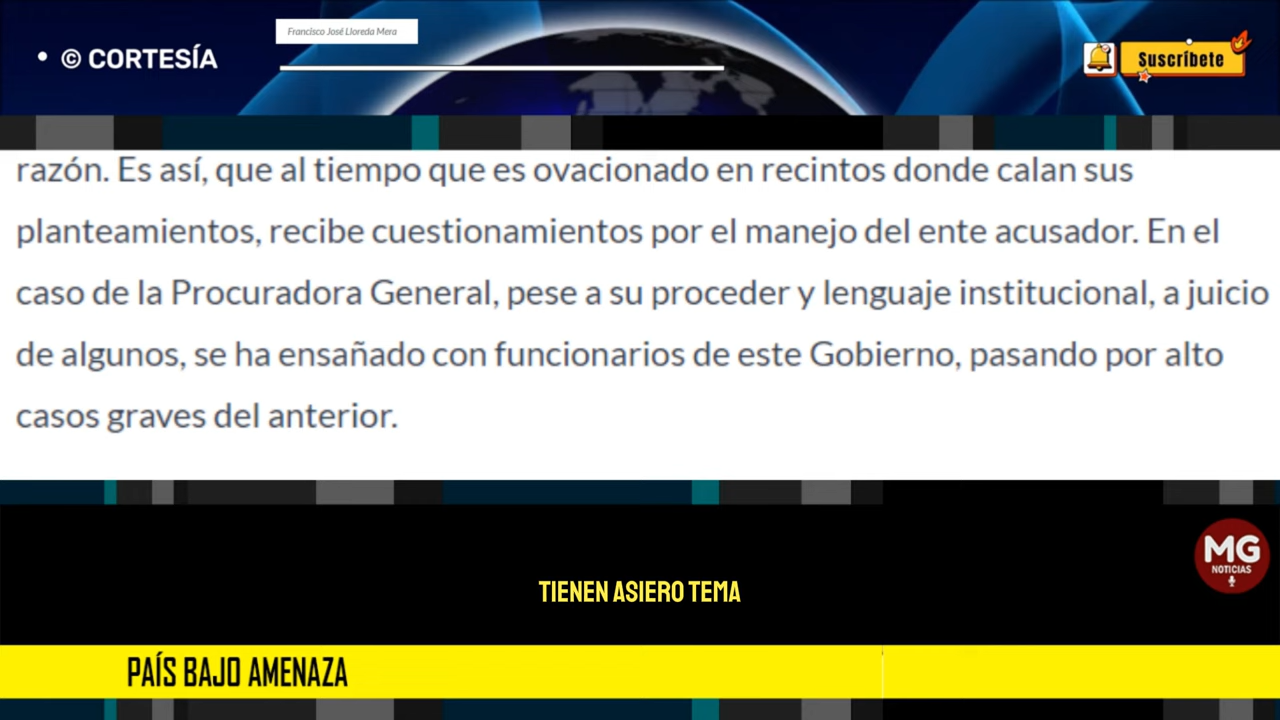 Francisco José Lloreda Mera
• © CORTESÍA
Suscríbete
razón. Es así, que al tiempo que es ovacionado en recintos donde calan sus
planteamientos, recibe cuestionamientos por el manejo del ente acusador. En el
caso de la Procuradora General, pese a su proceder y lenguaje institucional, a juicio
de algunos, se ha ensañado con funcionarios de este Gobierno, pasando por alto
casos graves del anterior.
MG
NOTICIAS
TIENEN ASIERO TEMA
PAÍS BAJO AMENAZA